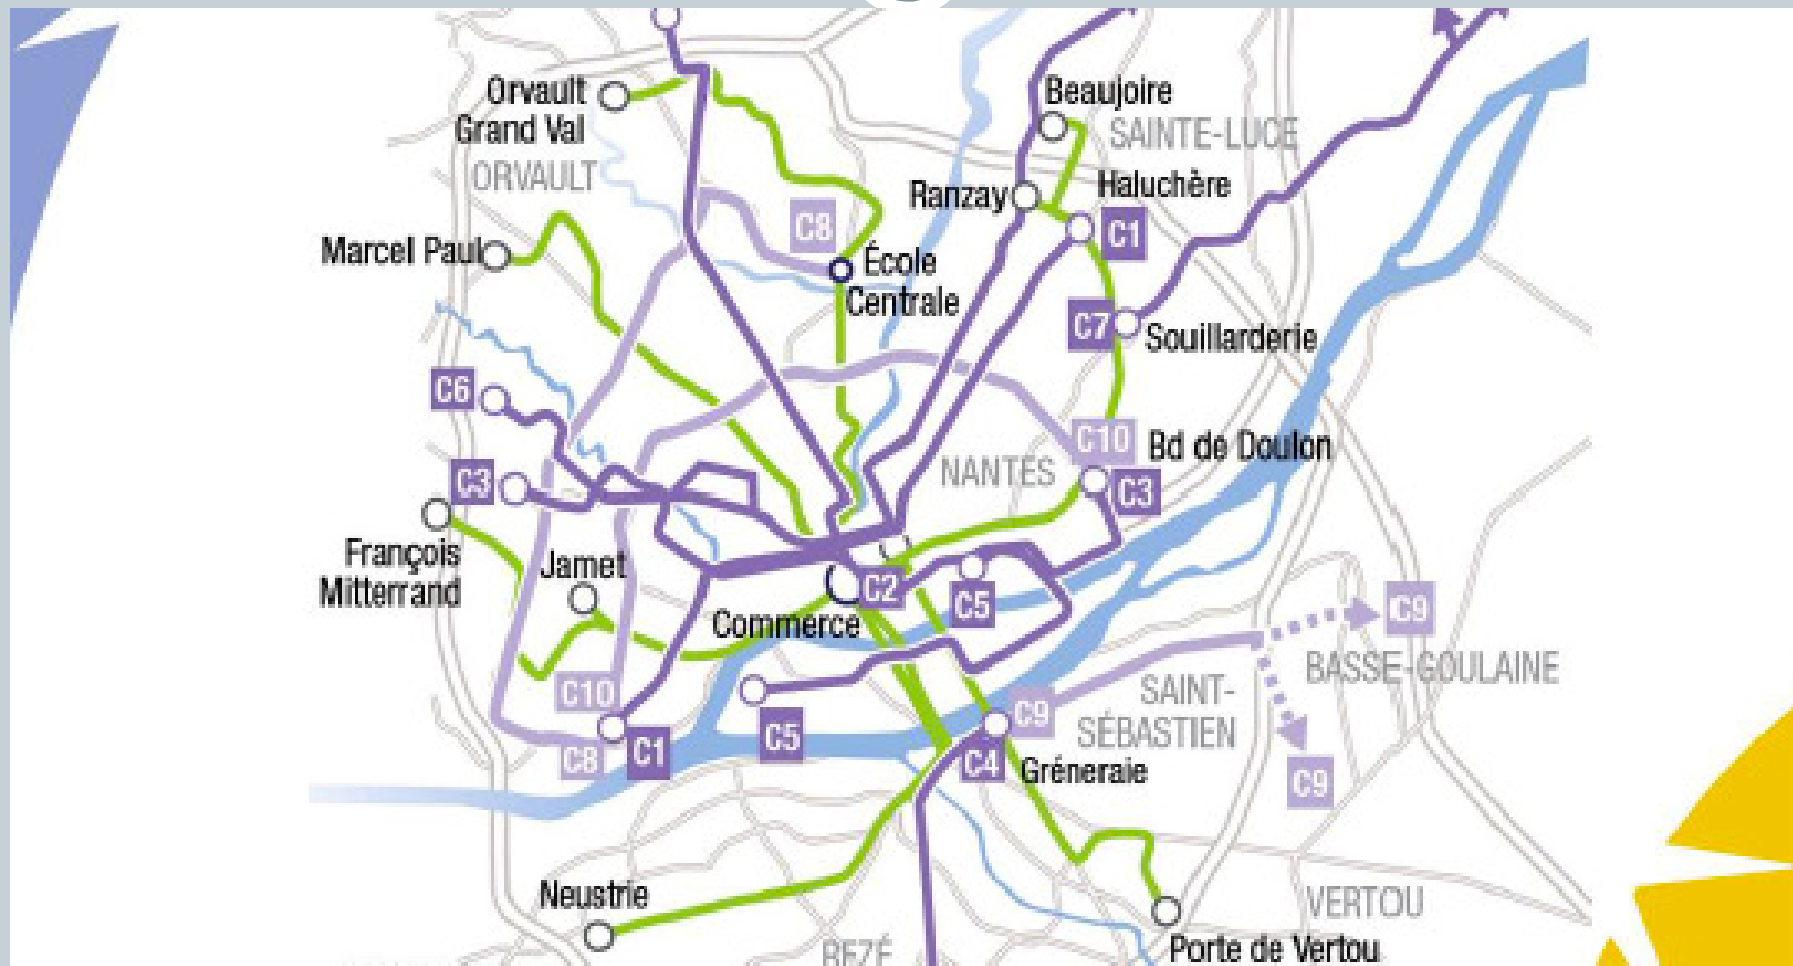 Orvault
Grand Val
ORVAULT
Beaujoire
SAINTE-LUCE
Ranzay
Haluchère
C1
C8
Marcel Paul
École
Centrale
C7
Souillarderie
C6
C10
Bd de Doulon
NANTES
C3
C3
François
Mitterrand
Jamet
C2
C5
Commerce
C9
BASSE-GOULAINE
C10
SAINT-
SÉBASTIEN
C9
C8
C1
C5
C4
Gréneraie
C9
Neustrie
VERTOU
REZÉ
Porte de Vertou